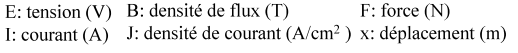 E: tension (V) B: densité de flux (T) F: force (N)
I: courant (A) J: densité de courant (A/cm² ) x: déplacement (m)